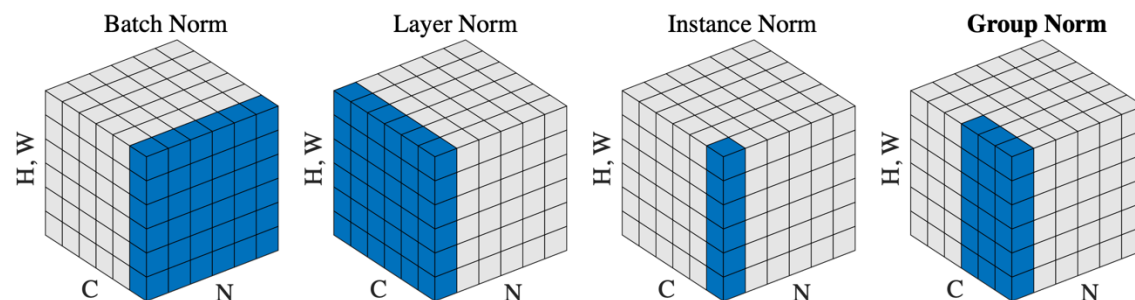 Batch Norm
Layer Norm
Instance Norm
Group Norm
H, W
C
N
H, W
C
N
H, W
C
N
H, W
C
N